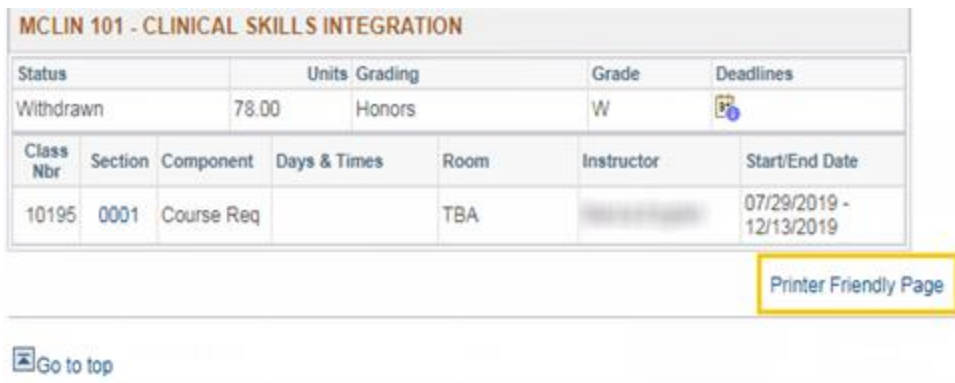 MCLIN 101 - CLINICAL SKILLS INTEGRATION
Status Units Grading Grade Deadlines
Withdrawn 78.00 Honors W
Class Nbr Section Component Days & Times Room Instructor Start/End Date
10195 0001 Course Req TBA 07/29/2019 -
12/13/2019
Printer Friendly Page
Go to top